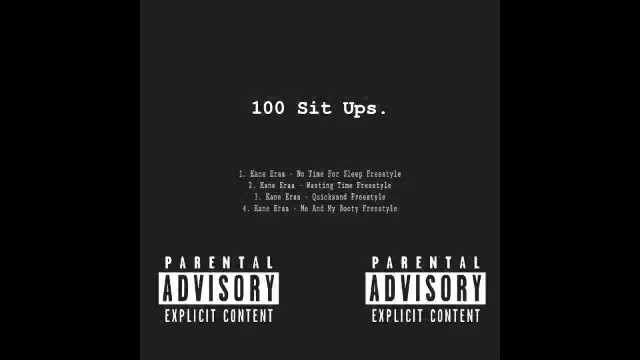 100 Sit Ups.
1. Kane Eraa - No Time For Sleep Freestyle
2. Kane Eraa - Wasting Time Freestyle
3. Kane Eraa - Quicksand Freestyle
4. Kane Eraa - Me And My Booty Freestyle
PARENTAL PARENTAL
ADVISORY ADVISORY
EXPLICIT CONTENT EXPLICIT CONTENT